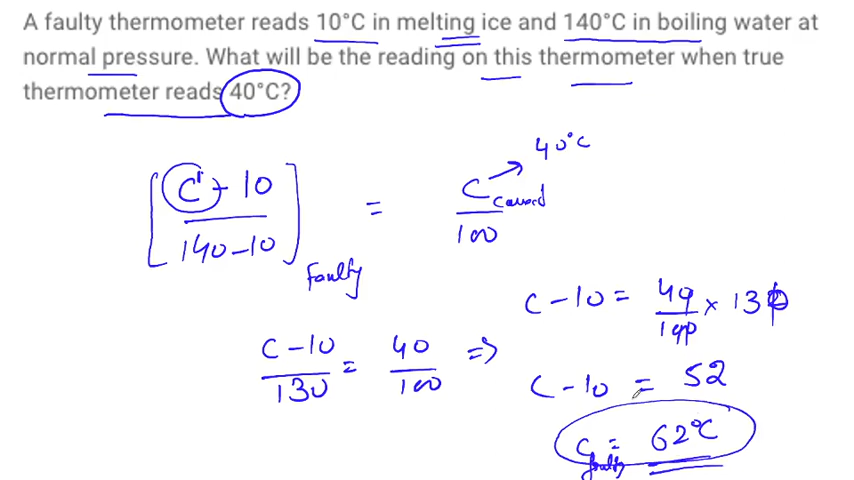 A faulty thermometer reads 10°C in melting ice and 140°C in boiling water at
normal pressure. What will be the reading on this thermometer when true
thermometer reads 40°C?
40°C
[C' - 10 / 140 - 10] Faulty = C / 100
C - 10 / 130 = 40 / 100 ⇒
C - 10 = 40 / 100 × 130
C - 10 = 52
C faulty = 62°C